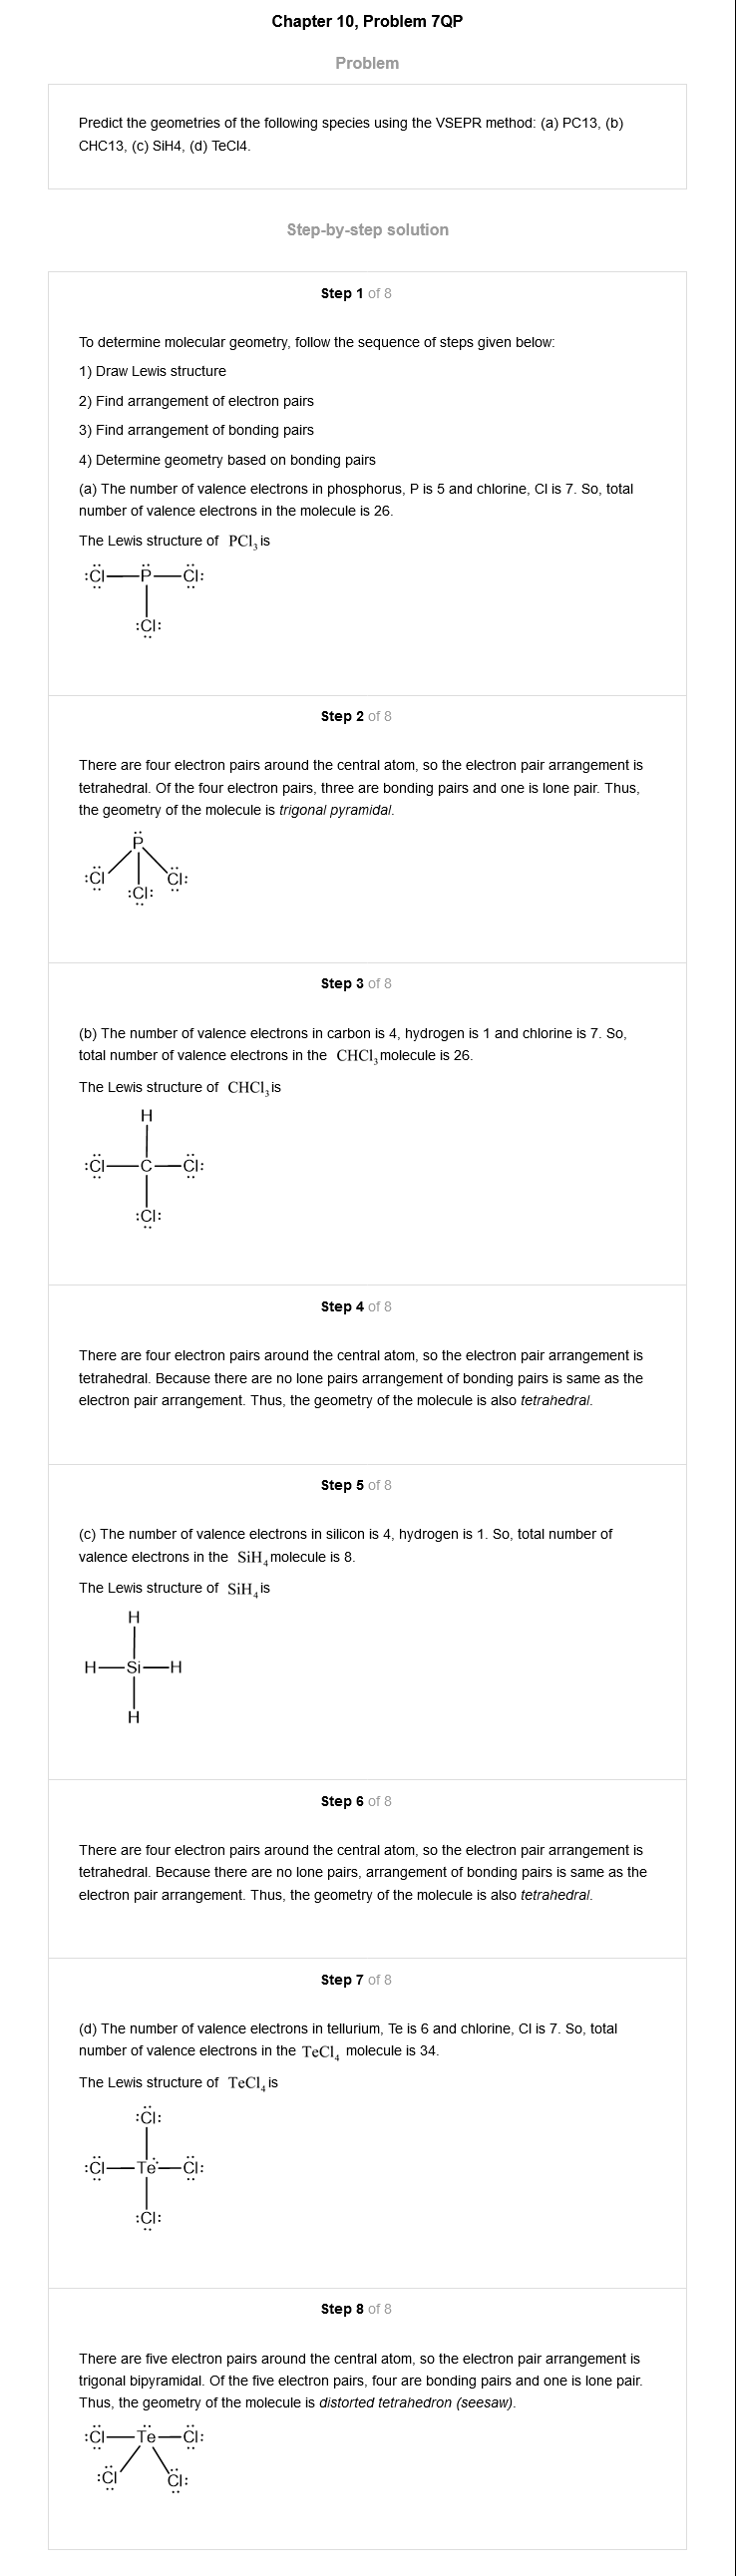 Chapter 10, Problem 7QP
Problem
Predict the geometries of the following species using the VSEPR method: (a) PC13, (b)
CHC13, (c) SiH4, (d) TeCl4.
Step-by-step solution
Step 1 of 8
To determine molecular geometry, follow the sequence of steps given below:
1) Draw Lewis structure
2) Find arrangement of electron pairs
3) Find arrangement of bonding pairs
4) Determine geometry based on bonding pairs
(a) The number of valence electrons in phosphorus, P is 5 and chlorine, Cl is 7. So, total
number of valence electrons in the molecule is 26.
The Lewis structure of PCl₃ is
:Cl—P—Cl:
:Cl:
Step 2 of 8
There are four electron pairs around the central atom, so the electron pair arrangement is
tetrahedral. Of the four electron pairs, three are bonding pairs and one is lone pair. Thus,
the geometry of the molecule is trigonal pyramidal.
P
:Cl Cl:
:Cl:
Step 3 of 8
(b) The number of valence electrons in carbon is 4, hydrogen is 1 and chlorine is 7. So,
total number of valence electrons in the CHCl₃ molecule is 26.
The Lewis structure of CHCl₃ is
H
:Cl—C—Cl:
:Cl:
Step 4 of 8
There are four electron pairs around the central atom, so the electron pair arrangement is
tetrahedral. Because there are no lone pairs arrangement of bonding pairs is same as the
electron pair arrangement. Thus, the geometry of the molecule is also tetrahedral.
Step 5 of 8
(c) The number of valence electrons in silicon is 4, hydrogen is 1. So, total number of
valence electrons in the SiH₄ molecule is 8.
The Lewis structure of SiH₄ is
H
H—Si—H
H
Step 6 of 8
There are four electron pairs around the central atom, so the electron pair arrangement is
tetrahedral. Because there are no lone pairs, arrangement of bonding pairs is same as the
electron pair arrangement. Thus, the geometry of the molecule is also tetrahedral.
Step 7 of 8
(d) The number of valence electrons in tellurium, Te is 6 and chlorine, Cl is 7. So, total
number of valence electrons in the TeCl₄ molecule is 34.
The Lewis structure of TeCl₄ is
:Cl:
:Cl—Te—Cl:
:Cl:
Step 8 of 8
There are five electron pairs around the central atom, so the electron pair arrangement is
trigonal bipyramidal. Of the five electron pairs, four are bonding pairs and one is lone pair.
Thus, the geometry of the molecule is distorted tetrahedron (seesaw).
:Cl—Te—Cl:
:Cl Cl: